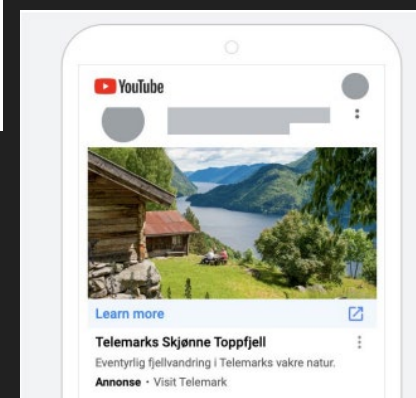 YouTube
Learn more
Telemarks Skjønne Toppfjell
Eventyrlig fjellvandring i Telemarks vakre natur.
Annonse · Visit Telemark